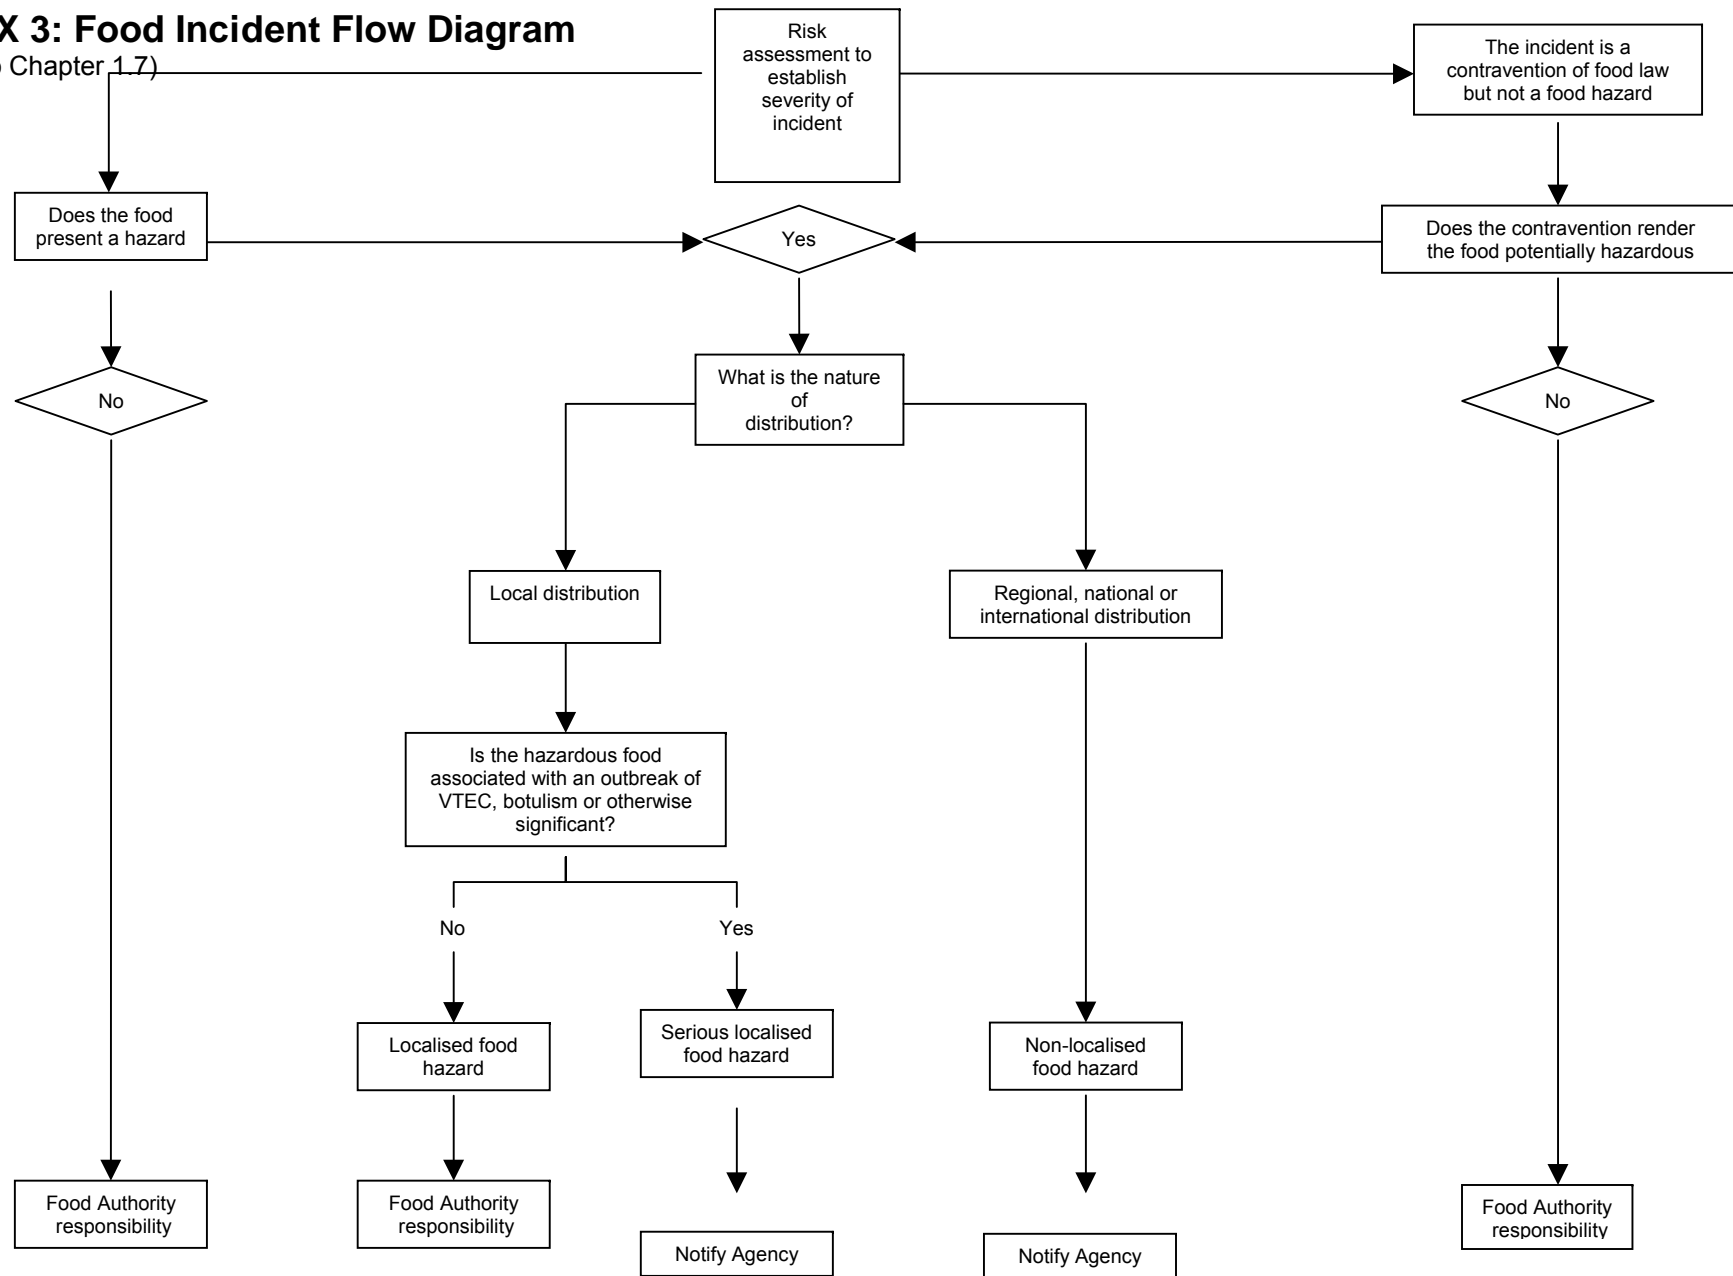 X 3: Food Incident Flow Diagram
Chapter 1.7)
Risk
assessment to
establish
severity of
incident
The incident is a
contravention of food law
but not a food hazard
Does the food
present a hazard
Yes
Does the contravention render
the food potentially hazardous
No
What is the nature
of
distribution?
No
Local distribution
Regional, national or
international distribution
Is the hazardous food
associated with an outbreak of
VTEC, botulism or otherwise
significant?
No
Yes
Localised food
hazard
Serious localised
food hazard
Non-localised
food hazard
Food Authority
responsibility
Food Authority
responsibility
Notify Agency
Notify Agency
Food Authority
responsibility